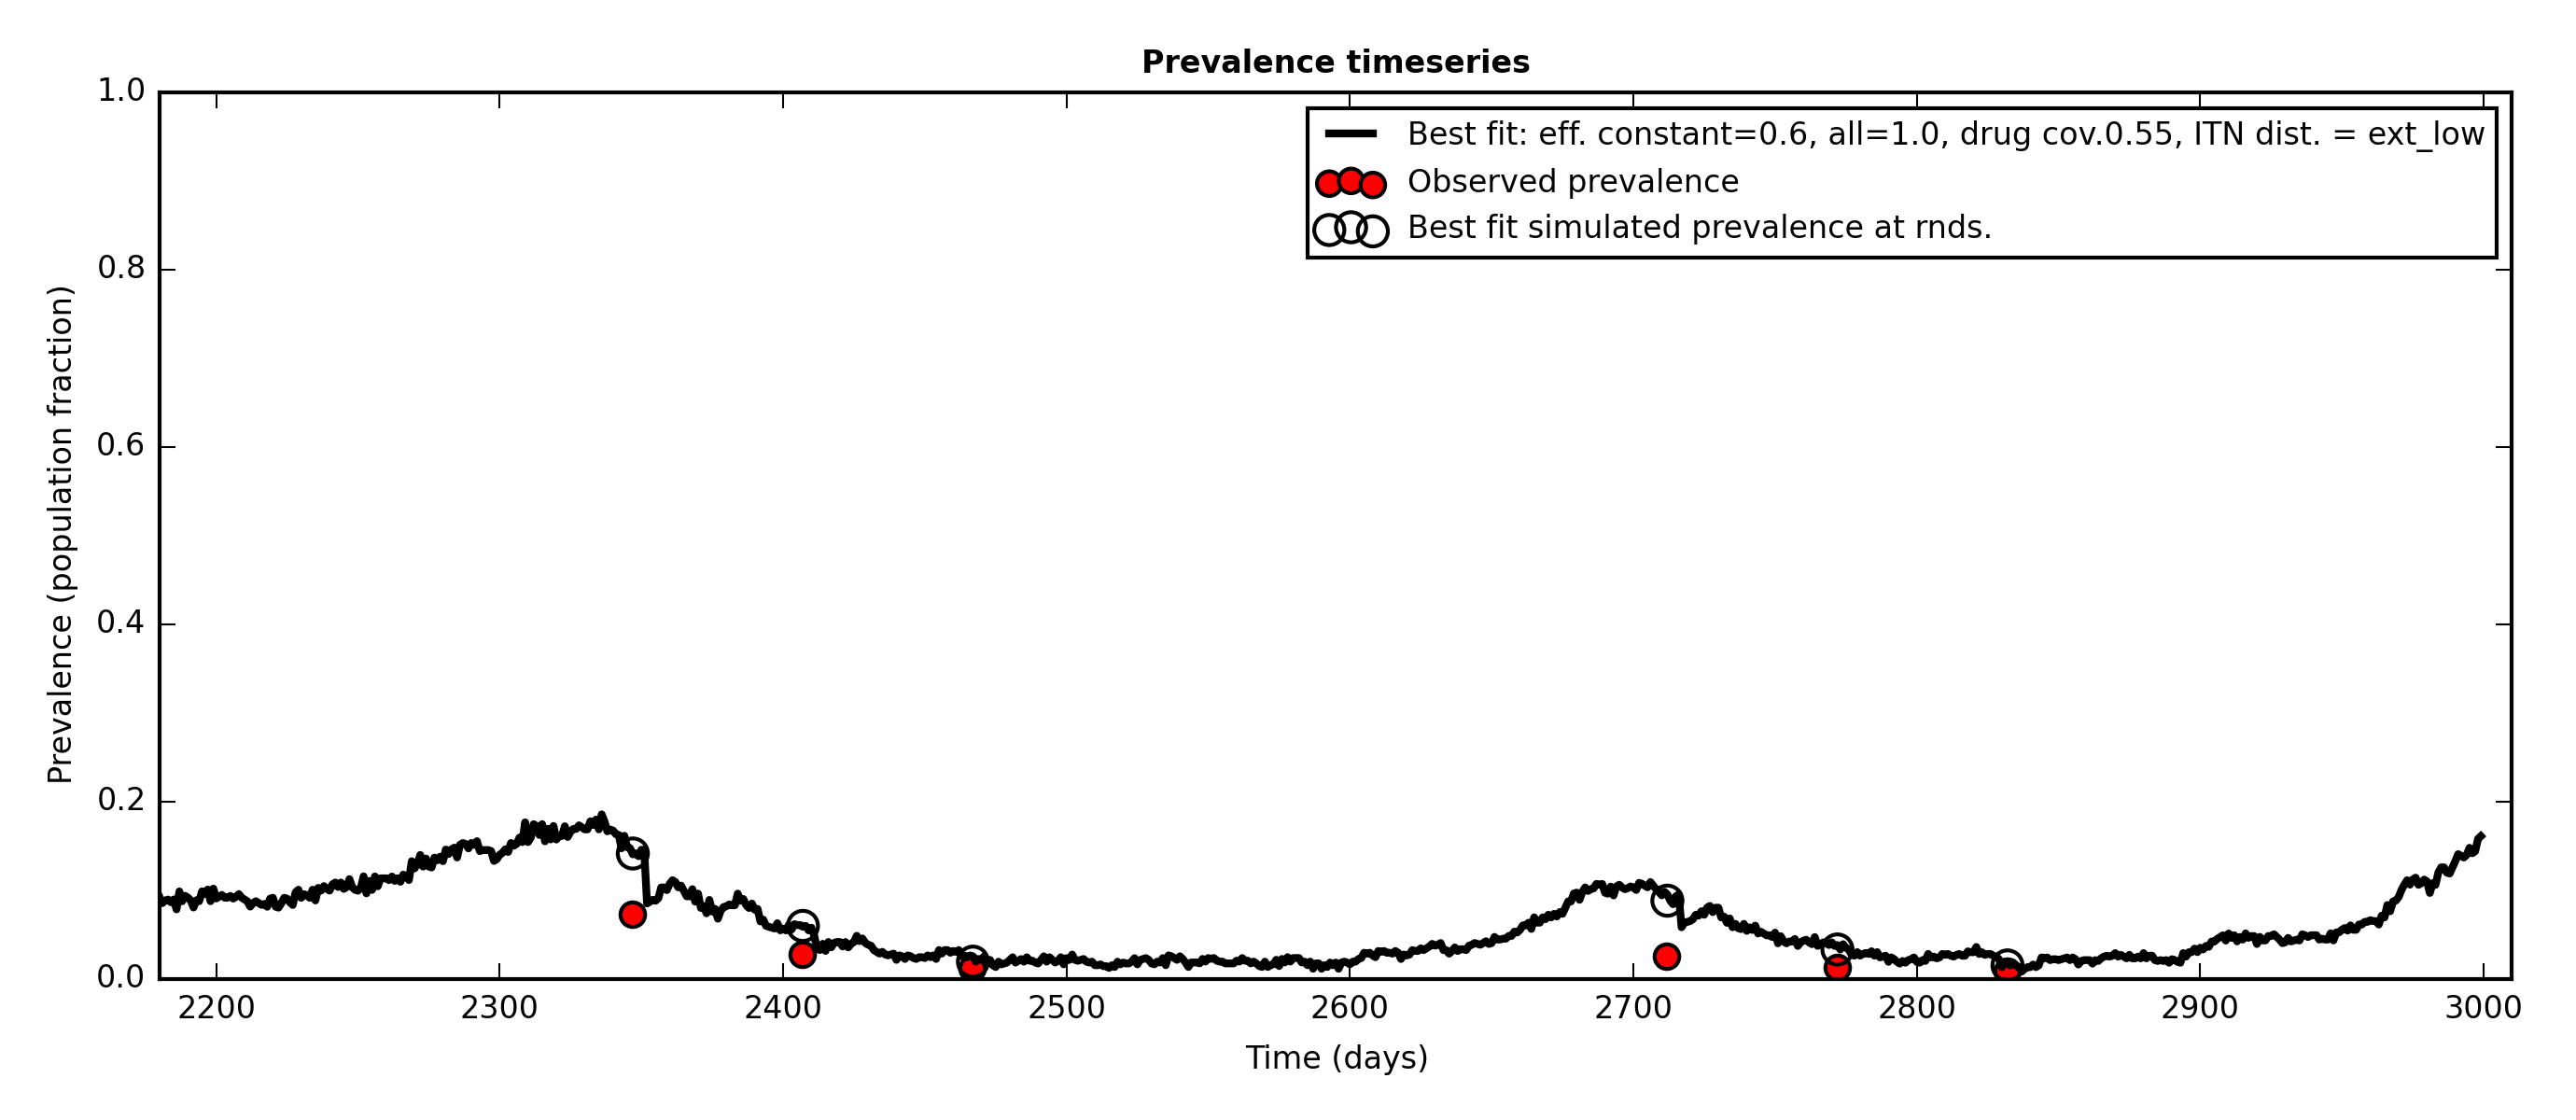 Prevalence timeseries
Best fit: eff. constant=0.6, all=1.0, drug cov.0.55, ITN dist. = ext_low
Observed prevalence
Best fit simulated prevalence at rnds.
Prevalence (population fraction)
1.0
0.8
0.6
0.4
0.2
0.0
2200 2300 2400 2500 2600 2700 2800 2900 3000
Time (days)